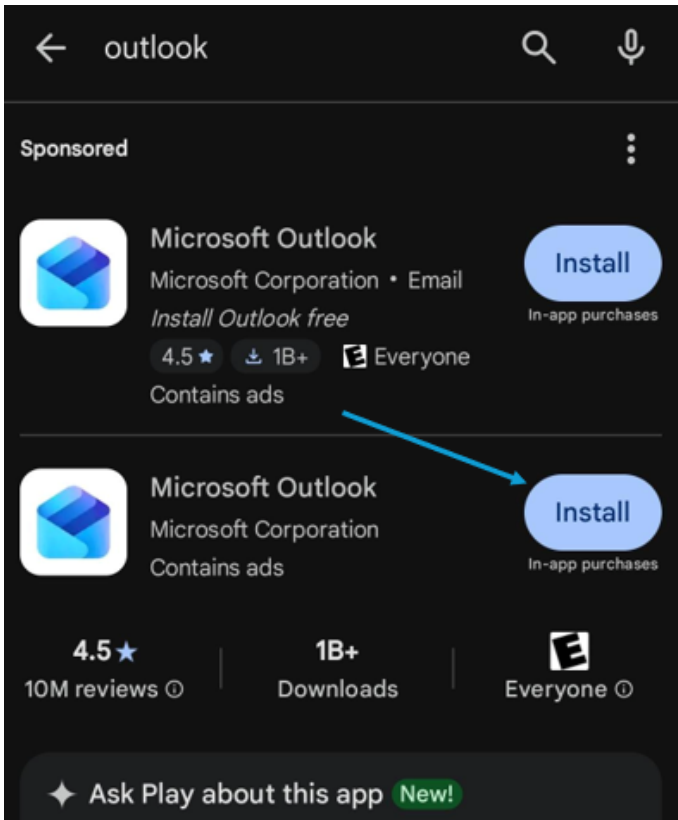 outlook
Sponsored
Microsoft Outlook
Microsoft Corporation • Email
Install Outlook free
4.5 ★ 1B+ E Everyone
Contains ads
Install
In-app purchases
Microsoft Outlook
Microsoft Corporation
Contains ads
Install
In-app purchases
4.5★
10M reviews
1B+
Downloads
E
Everyone
Ask Play about this app New!